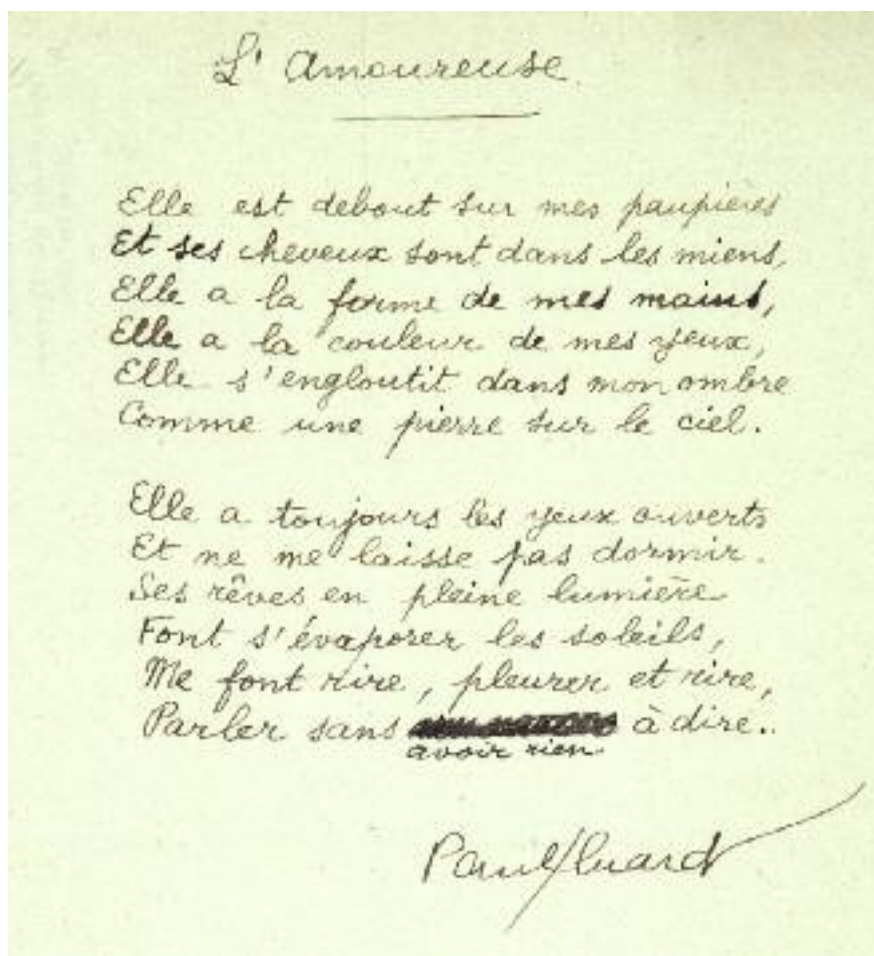 L'Amoureuse
Elle est debout sur mes paupières
Et ses cheveux sont dans les miens,
Elle a la forme de mes mains,
Elle a la couleur de mes yeux,
Elle s'engloutit dans mon ombre
Comme une pierre sur le ciel.
Elle a toujours les yeux ouverts
Et ne me laisse pas dormir.
Ses rêves en pleine lumière
Font s'évaporer les soleils,
Me font rire, pleurer et rire,
Parler sans à dire..
avoir rien
Paul Eluard